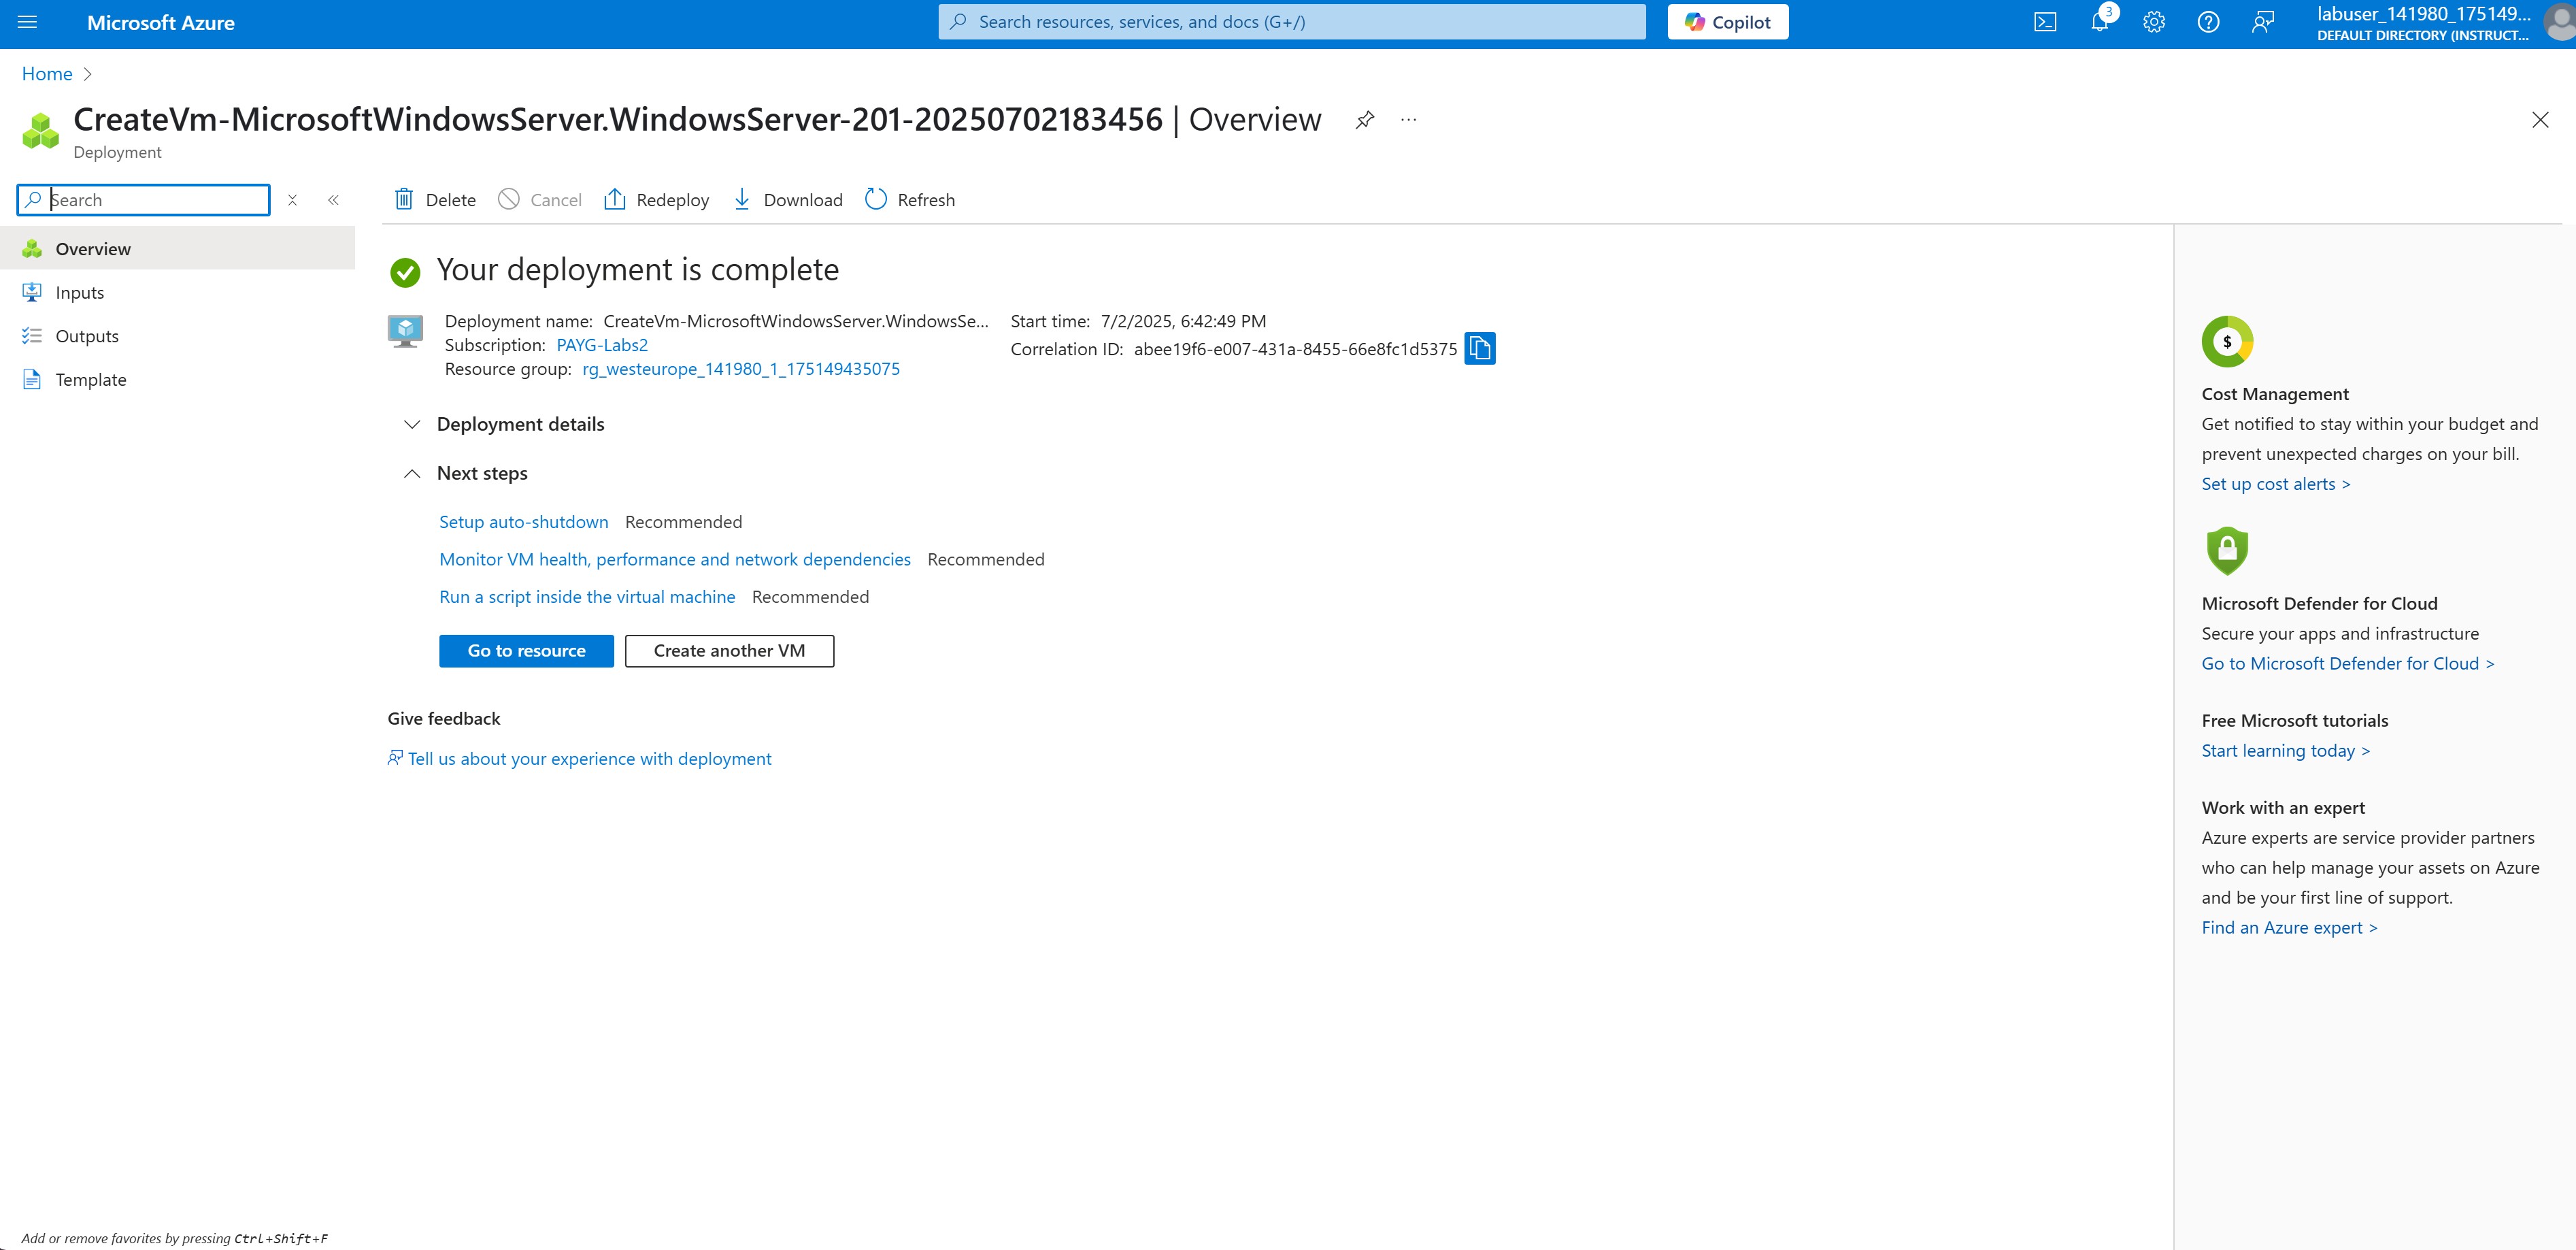 Microsoft Azure
Search resources, services, and docs (G+/)
Copilot
3
labuser_141980_175149...
DEFAULT DIRECTORY (INSTRUCT...
Home
CreateVm-MicrosoftWindowsServer.WindowsServer-201-20250702183456 | Overview
Deployment
Search
Delete
Cancel
Redeploy
Download
Refresh
Overview
Inputs
Outputs
Template
Your deployment is complete
Deployment name: CreateVm-MicrosoftWindowsServer.WindowsSe...
Subscription: PAYG-Labs2
Resource group: rg_westeurope_141980_1_175149435075
Start time: 7/2/2025, 6:42:49 PM
Correlation ID: abee19f6-e007-431a-8455-66e8fc1d5375
Deployment details
Next steps
Setup auto-shutdown Recommended
Monitor VM health, performance and network dependencies Recommended
Run a script inside the virtual machine Recommended
Go to resource
Create another VM
Give feedback
Tell us about your experience with deployment
$
Cost Management
Get notified to stay within your budget and
prevent unexpected charges on your bill.
Set up cost alerts >
Microsoft Defender for Cloud
Secure your apps and infrastructure
Go to Microsoft Defender for Cloud >
Free Microsoft tutorials
Start learning today >
Work with an expert
Azure experts are service provider partners
who can help manage your assets on Azure
and be your first line of support.
Find an Azure expert >
Add or remove favorites by pressing Ctrl+Shift+F